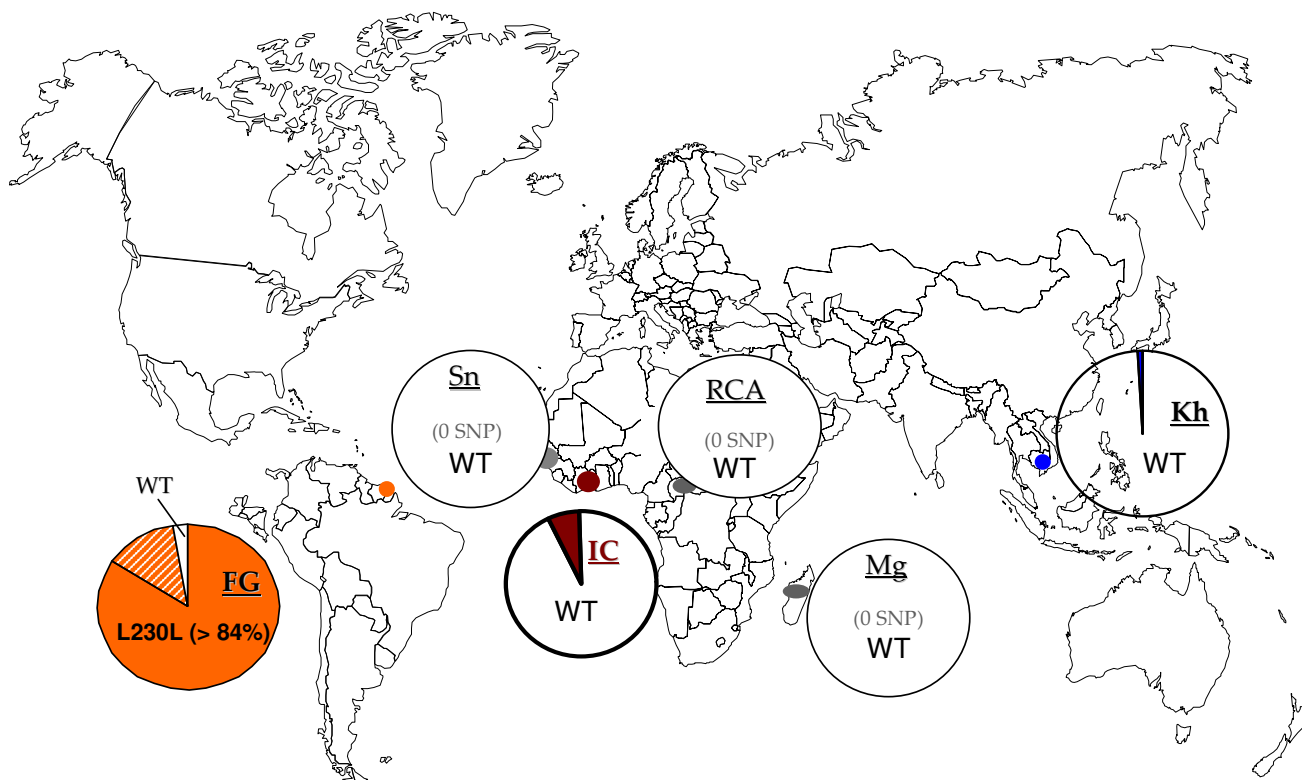 Sn
(0 SNP)
WT
RCA
(0 SNP)
WT
Kh
WT
WT
FG
L230L (> 84%)
IC
WT
Mg
(0 SNP)
WT